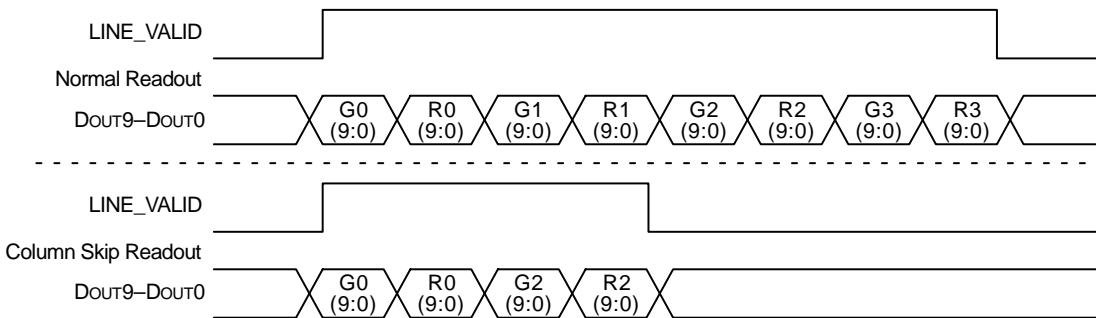 LINE_VALID
Normal Readout
DOUT9–DOUT0
G0 (9:0) R0 (9:0) G1 (9:0) R1 (9:0) G2 (9:0) R2 (9:0) G3 (9:0) R3 (9:0)
LINE_VALID
Column Skip Readout
DOUT9–DOUT0
G0 (9:0) R0 (9:0) G2 (9:0) R2 (9:0)